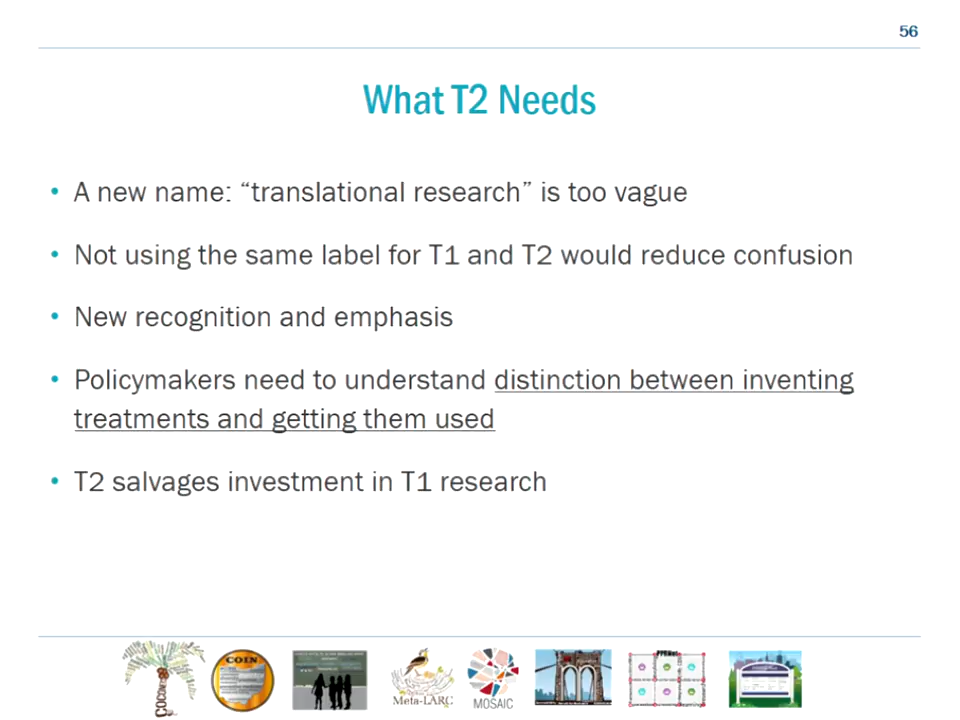 56
What T2 Needs
• A new name: “translational research” is too vague
• Not using the same label for T1 and T2 would reduce confusion
• New recognition and emphasis
• Policymakers need to understand distinction between inventing
treatments and getting them used
• T2 salvages investment in T1 research
COCONet
COIN
Meta-LARC
MOSAIC
PPRNet